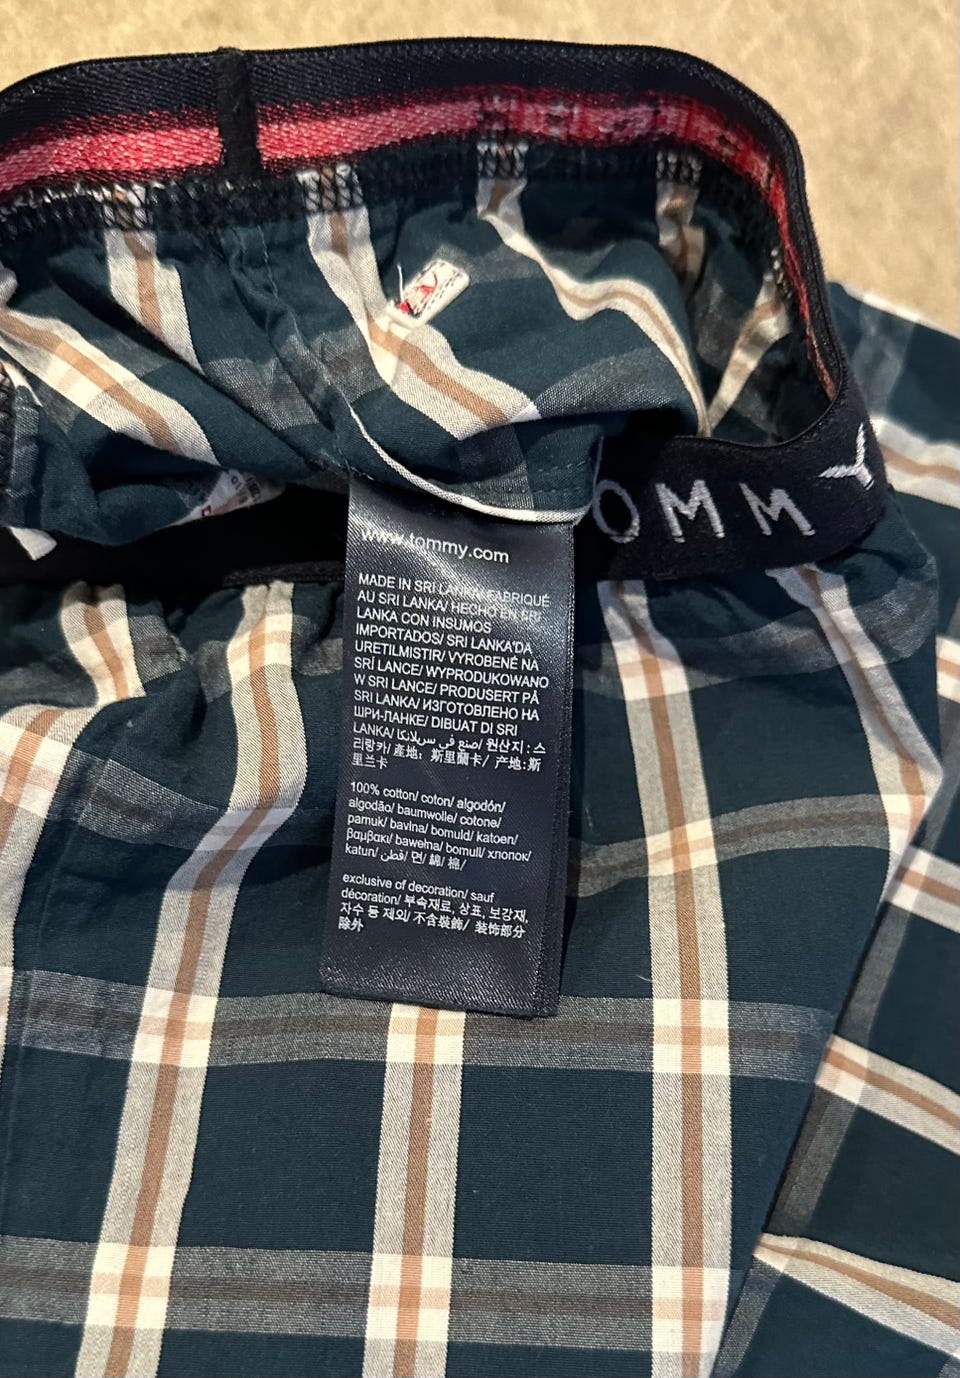 TOMMY
www.tommy.com
MADE IN SRI LANKA/ FABRIQUÉ
AU SRI LANKA/ HECHO EN SRI
LANKA CON INSUMOS
IMPORTADOS/ SRI LANKA'DA
URETILMISTIR/ VYROBENÉ NA
SRÍ LANCE/ WYPRODUKOWANO
W SRI LANCE/ PRODUSERT PÅ
SRI LANKA/ ИЗГОТОВЛЕНО НА
ШРИ-ЛАНКЕ/ DIBUAT DI SRI
LANKA/ صنع في سريلانكا/ 원산지 : 스
리랑카/ 產地: 斯里蘭卡/ 产地:斯
里兰卡
100% cotton/ coton/ algodón/
algodão/ baumwolle/ cotone/
pamuk/ bavlna/ bomuld/ katoen/
βαμβακι/ bawełna/ bomull/ хлопок/
katun/ قطن/ 면/ 綿/ 棉/
exclusive of decoration/ sauf
décoration/ 부속재료, 상표, 보강재,
자수 등 제외/ 不含裝飾/ 装饰部分
除外